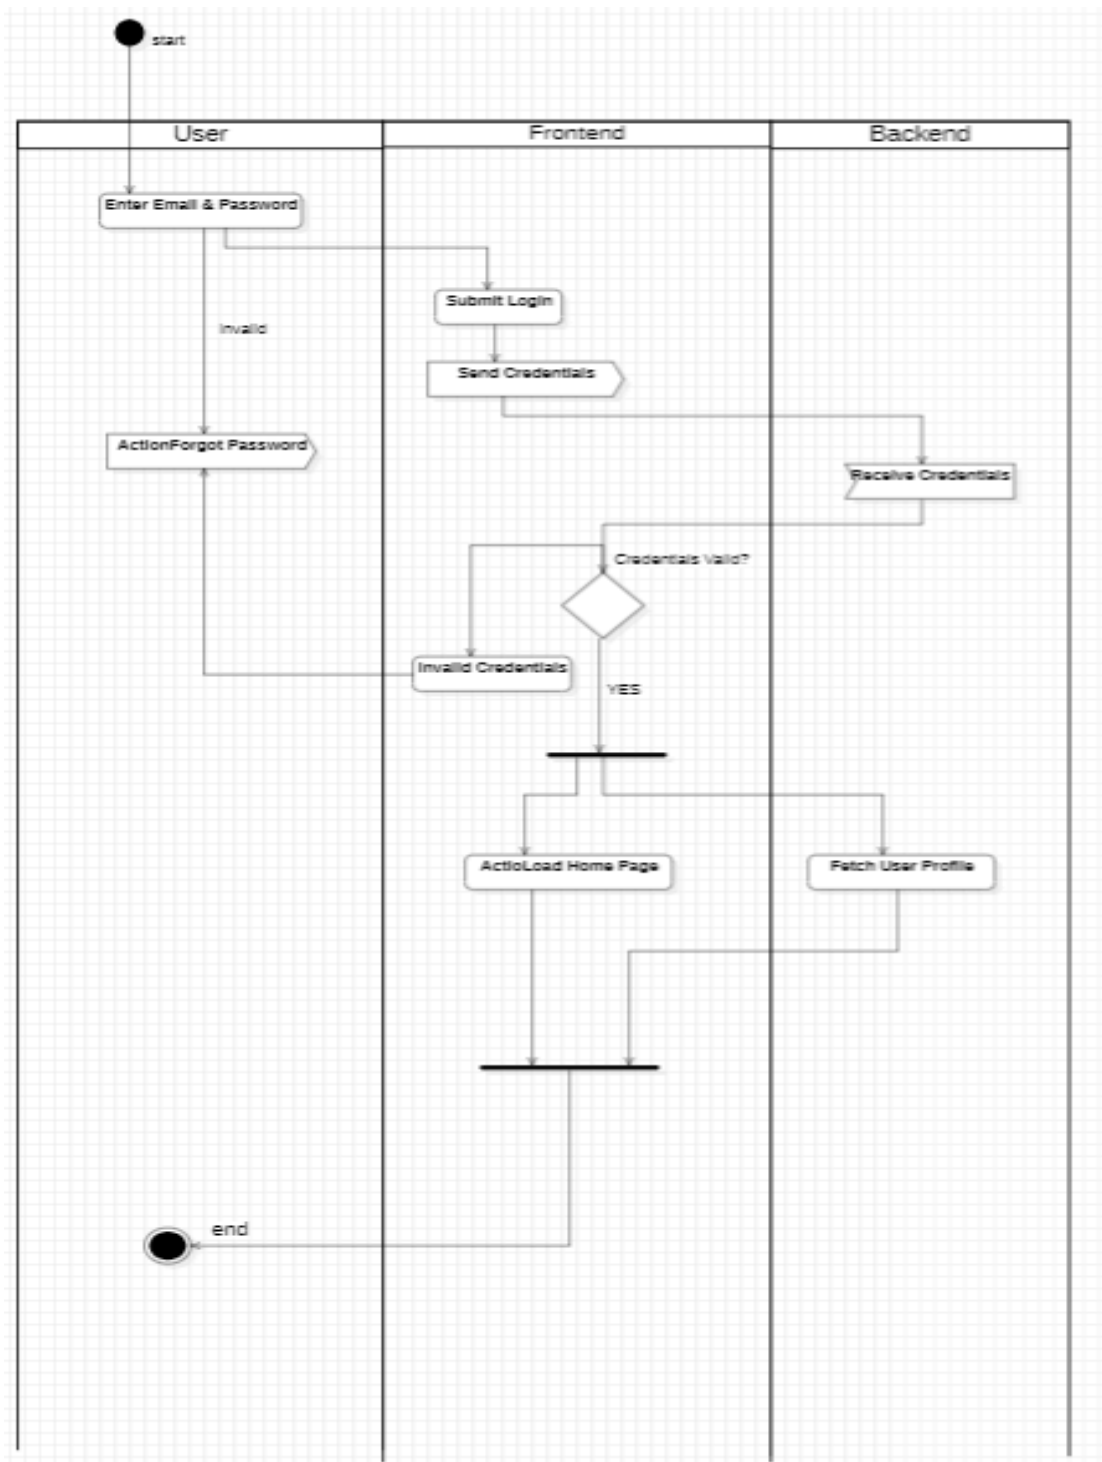 start
User
Frontend
Backend
Enter Email & Password
Submit Login
Invalid
Send Credentials
ActionForgot Password
Receive Credentials
Credentials Valid?
Invalid Credentials
YES
ActioLoad Home Page
Fetch User Profile
end